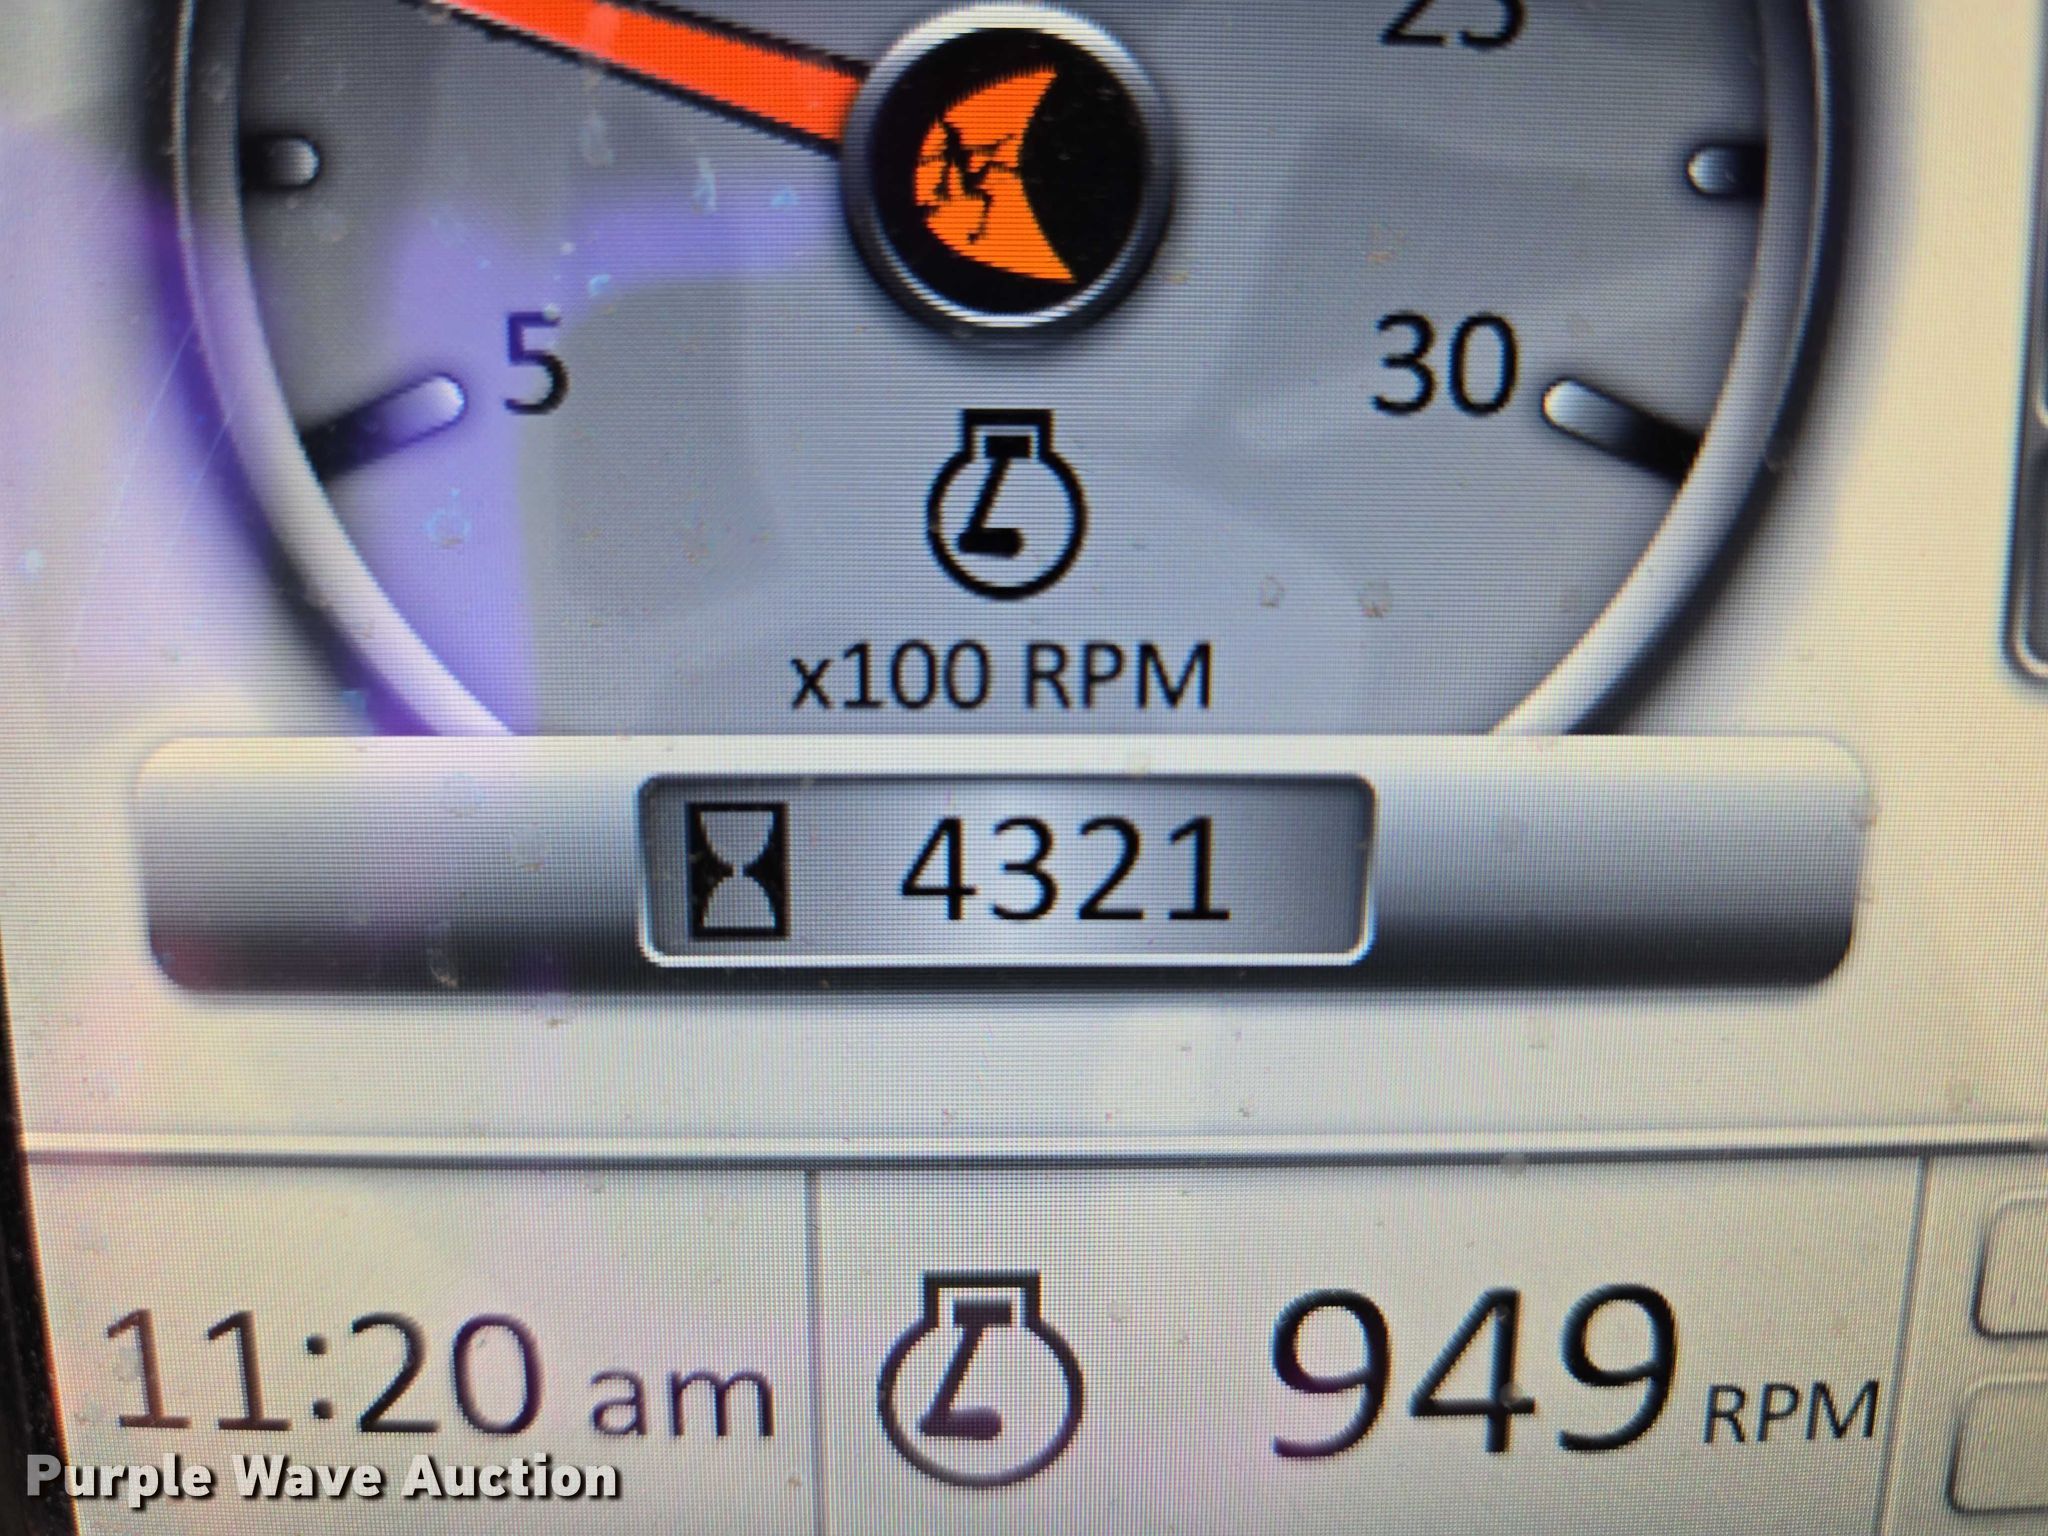 25
5
30
x100 RPM
4321
11:20 am
949 RPM
Purple Wave Auction